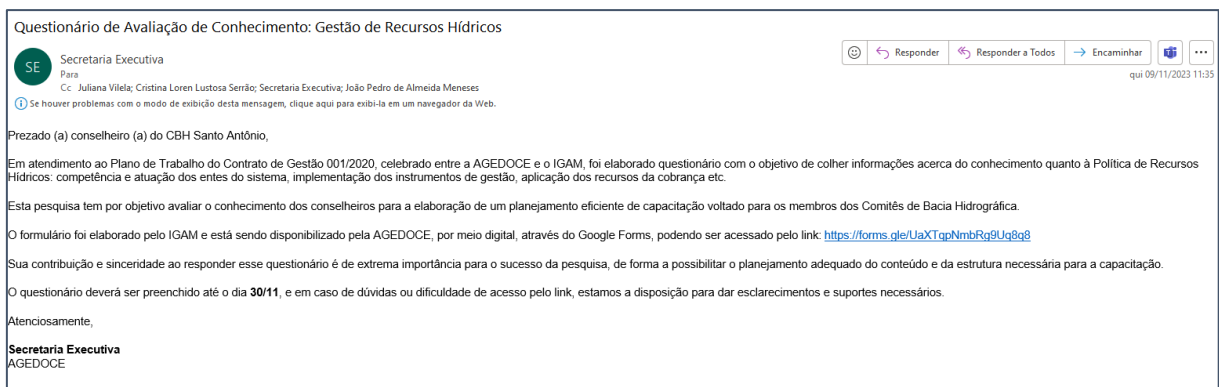 Questionário de Avaliação de Conhecimento: Gestão de Recursos Hídricos
SE
Secretaria Executiva
Para
Cc Juliana Vilela; Cristina Loren Lustosa Serrão; Secretaria Executiva; João Pedro de Almeida Meneses
Responder
Responder a Todos
Encaminhar
qui 09/11/2023 11:35
Se houver problemas com o modo de exibição desta mensagem, clique aqui para exibi-la em um navegador da Web.
Prezado (a) conselheiro (a) do CBH Santo Antônio,
Em atendimento ao Plano de Trabalho do Contrato de Gestão 001/2020, celebrado entre a AGEDOCE e o IGAM, foi elaborado questionário com o objetivo de colher informações acerca do conhecimento quanto à Política de Recursos
Hídricos: competência e atuação dos entes do sistema, implementação dos instrumentos de gestão, aplicação dos recursos da cobrança etc.
Esta pesquisa tem por objetivo avaliar o conhecimento dos conselheiros para a elaboração de um planejamento eficiente de capacitação voltado para os membros dos Comitês de Bacia Hidrográfica.
O formulário foi elaborado pelo IGAM e está sendo disponibilizado pela AGEDOCE, por meio digital, através do Google Forms, podendo ser acessado pelo link: https://forms.gle/UaXTqpNmbRq9Uq8q8
Sua contribuição e sinceridade ao responder esse questionário é de extrema importância para o sucesso da pesquisa, de forma a possibilitar o planejamento adequado do conteúdo e da estrutura necessária para a capacitação.
O questionário deverá ser preenchido até o dia 30/11, e em caso de dúvidas ou dificuldade de acesso pelo link, estamos a disposição para dar esclarecimentos e suportes necessários.
Atenciosamente,
Secretaria Executiva
AGEDOCE